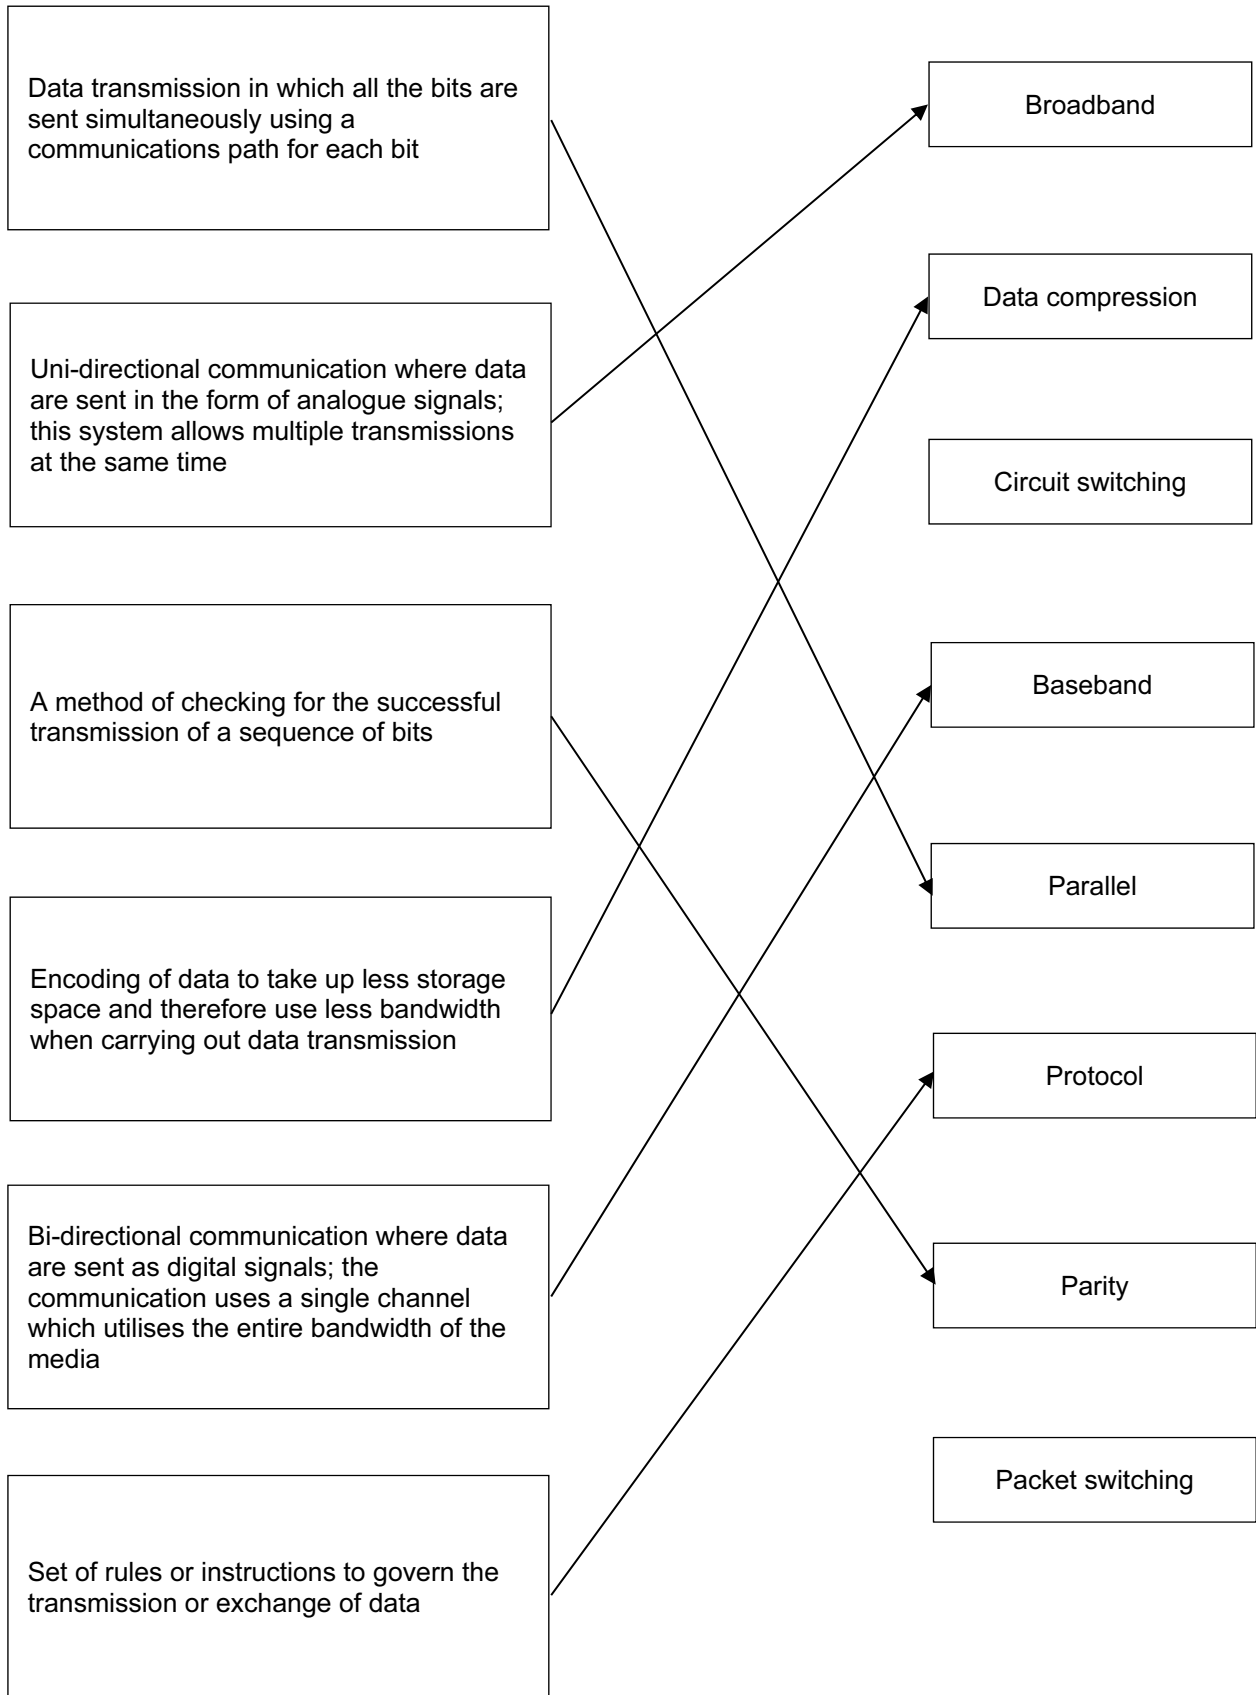 Data transmission in which all the bits are
sent simultaneously using a
communications path for each bit
Broadband
Data compression
Uni-directional communication where data
are sent in the form of analogue signals;
this system allows multiple transmissions
at the same time
Circuit switching
A method of checking for the successful
transmission of a sequence of bits
Baseband
Parallel
Encoding of data to take up less storage
space and therefore use less bandwidth
when carrying out data transmission
Protocol
Bi-directional communication where data
are sent as digital signals; the
communication uses a single channel
which utilises the entire bandwidth of the
media
Parity
Packet switching
Set of rules or instructions to govern the
transmission or exchange of data